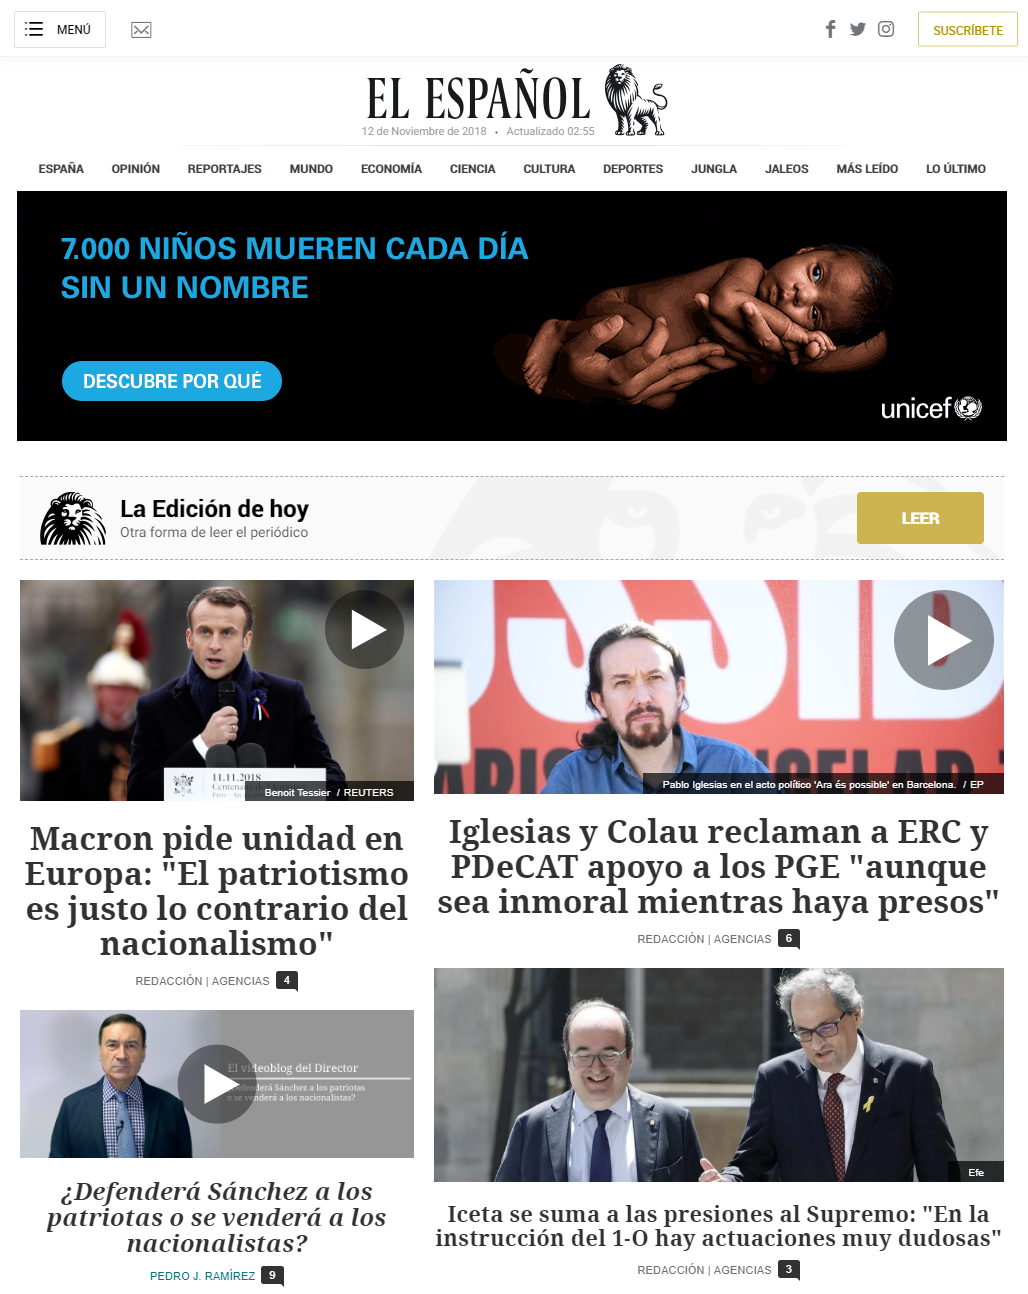 MENÚ
SUSCRÍBETE
EL ESPAÑOL
12 de Noviembre de 2018 • Actualizado 02:55
ESPAÑA OPINIÓN REPORTAJES MUNDO ECONOMÍA CIENCIA CULTURA DEPORTES JUNGLA JALEOS MÁS LEÍDO LO ÚLTIMO
7.000 NIÑOS MUEREN CADA DÍA
SIN UN NOMBRE
DESCUBRE POR QUÉ
unicef
La Edición de hoy
Otra forma de leer el periódico
LEER
11.11.2018
Benoit Tessier / REUTERS
Macron pide unidad en
Europa: "El patriotismo
es justo lo contrario del
nacionalismo"
REDACCIÓN | AGENCIAS 4
El videoblog del Director
¿Defenderá Sánchez a los patriotas
o se venderá a los nacionalistas?
¿Defenderá Sánchez a los
patriotas o se venderá a los
nacionalistas?
PEDRO J. RAMÍREZ 9
Pablo Iglesias en el acto político 'Ara és possible' en Barcelona. / EP
Iglesias y Colau reclaman a ERC y
PDeCAT apoyo a los PGE "aunque
sea inmoral mientras haya presos"
REDACCIÓN | AGENCIAS 6
Efe
Iceta se suma a las presiones al Supremo: "En la
instrucción del 1-O hay actuaciones muy dudosas"
REDACCIÓN | AGENCIAS 3